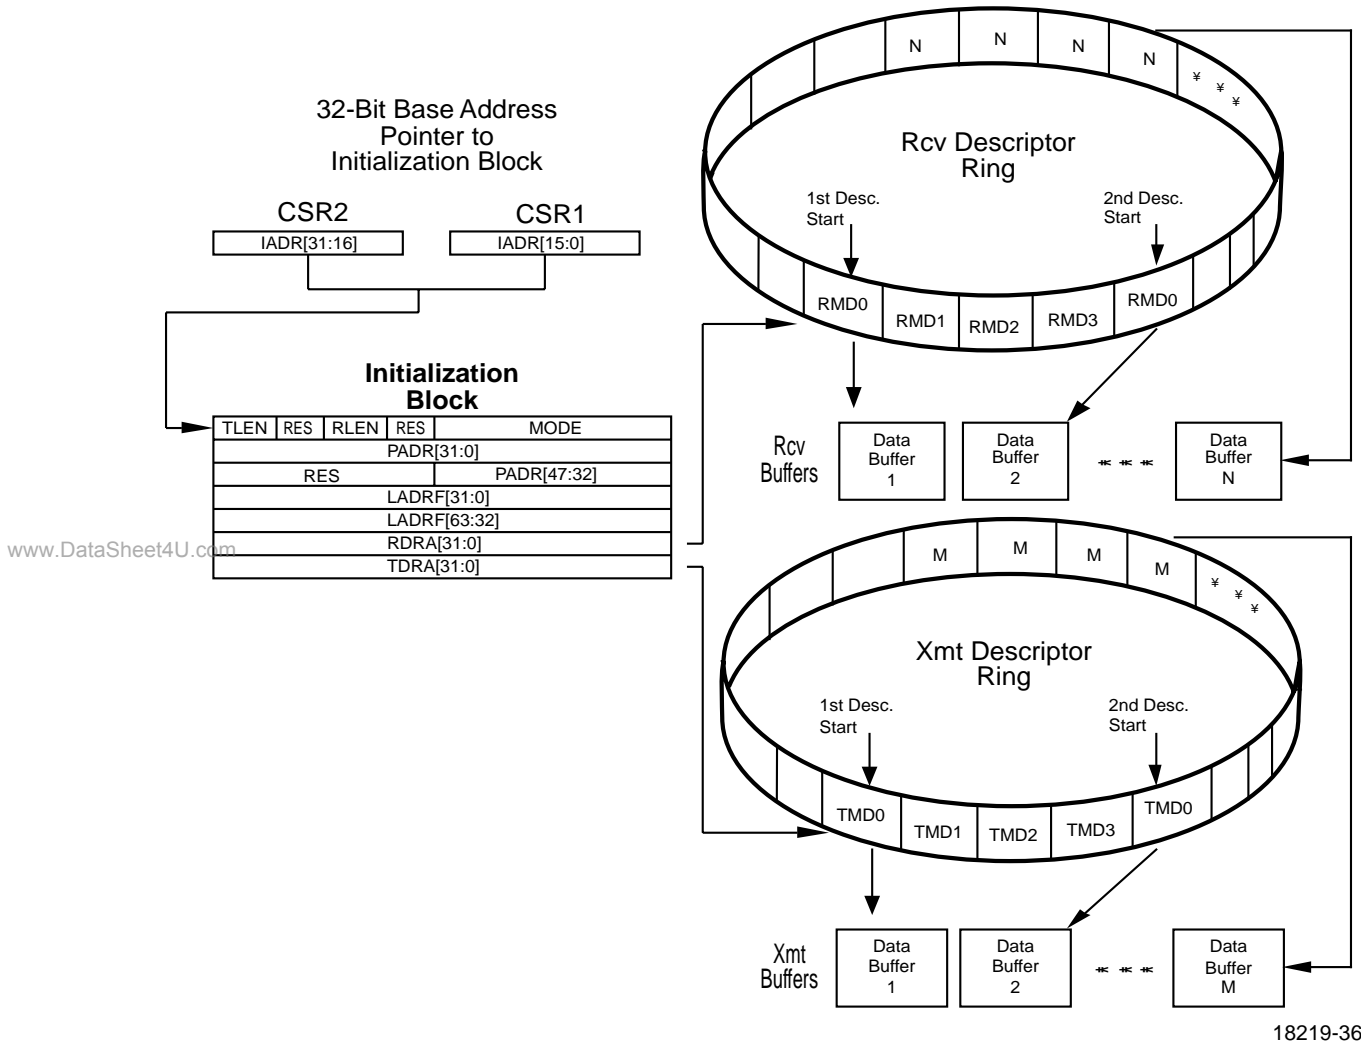 32-Bit Base Address
Pointer to
Initialization Block
CSR2
CSR1
IADR[31:16]
IADR[15:0]
Initialization
Block
TLEN RES RLEN RES MODE
PADR[31:0]
RES PADR[47:32]
LADRF[31:0]
LADRF[63:32]
RDRA[31:0]
TDRA[31:0]
www.DataSheet4U.com
N N N N ¥ ¥ ¥
Rcv Descriptor
Ring
1st Desc.
Start
2nd Desc.
Start
RMD0 RMD1 RMD2 RMD3 RMD0
Rcv
Buffers
Data
Buffer
1
Data
Buffer
2
Data
Buffer
N
M M M M ¥ ¥ ¥
Xmt Descriptor
Ring
1st Desc.
Start
2nd Desc.
Start
TMD0 TMD1 TMD2 TMD3 TMD0
Xmt
Buffers
Data
Buffer
1
Data
Buffer
2
Data
Buffer
M
18219-36